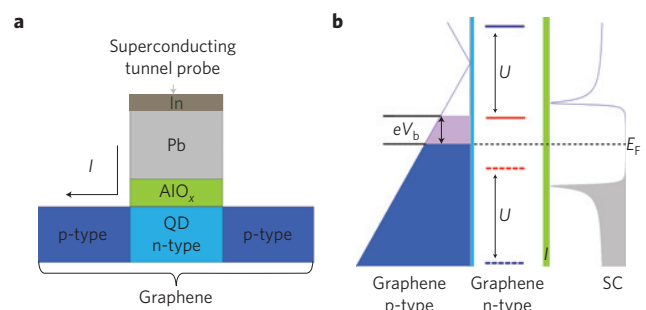 a
Superconducting
tunnel probe
In
Pb
I
AlOx
p-type
QD
n-type
p-type
Graphene
b
U
eVb
EF
U
I
Graphene
p-type
Graphene
n-type
SC